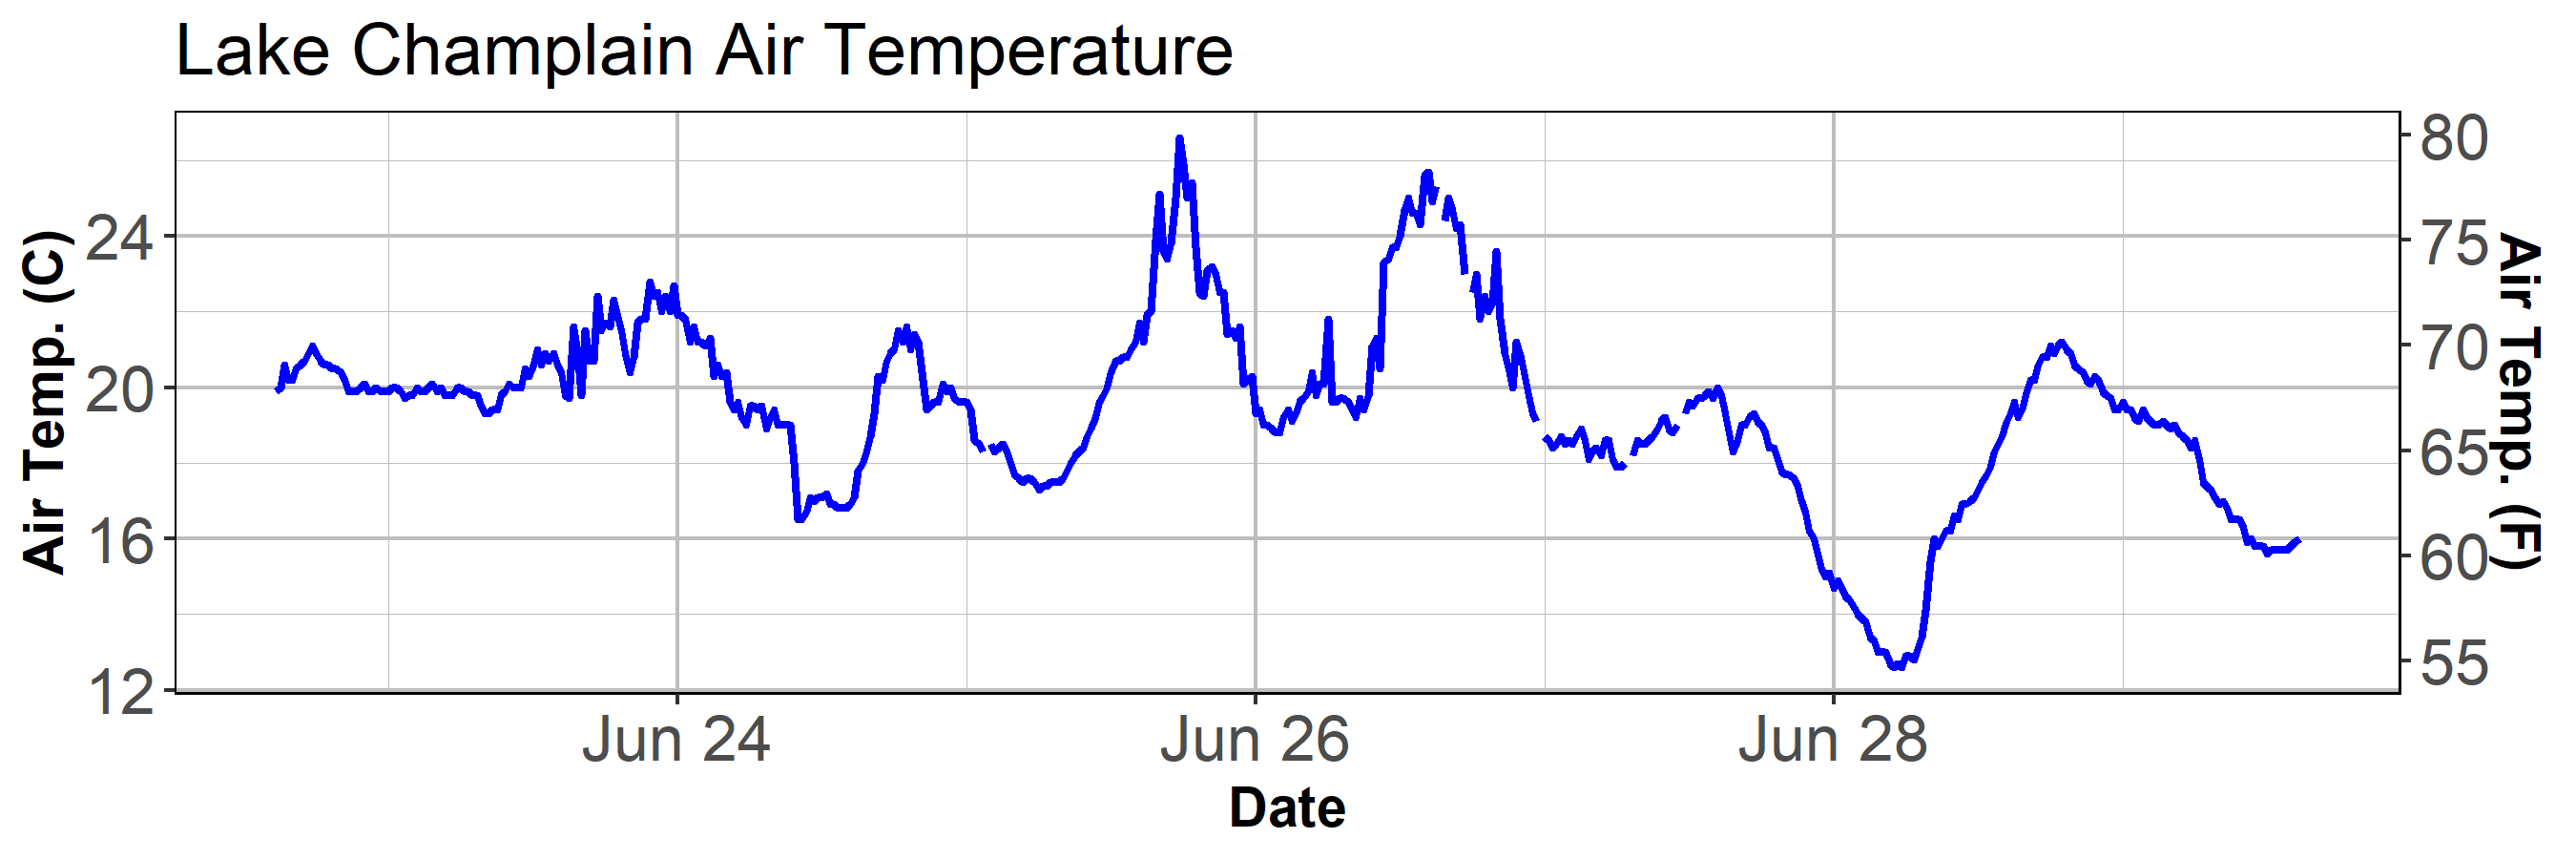 Lake Champlain Air Temperature
Air Temp. (C)
24
20
16
12
80
75
70
65
60
55
Air Temp. (F)
Jun 24 Jun 26 Jun 28
Date